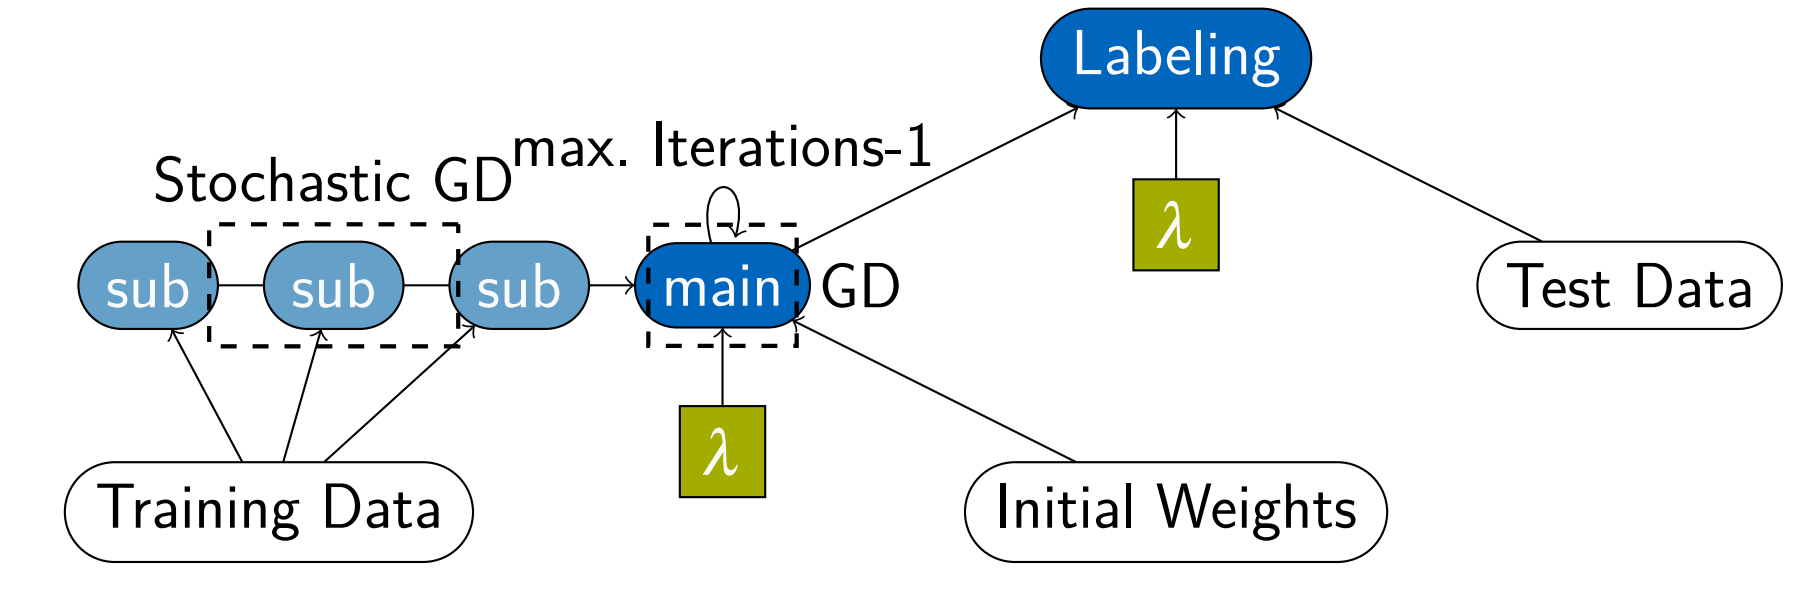 Labeling
max. Iterations-1
Stochastic GD
λ
sub
sub
sub
main
GD
Test Data
λ
Training Data
Initial Weights